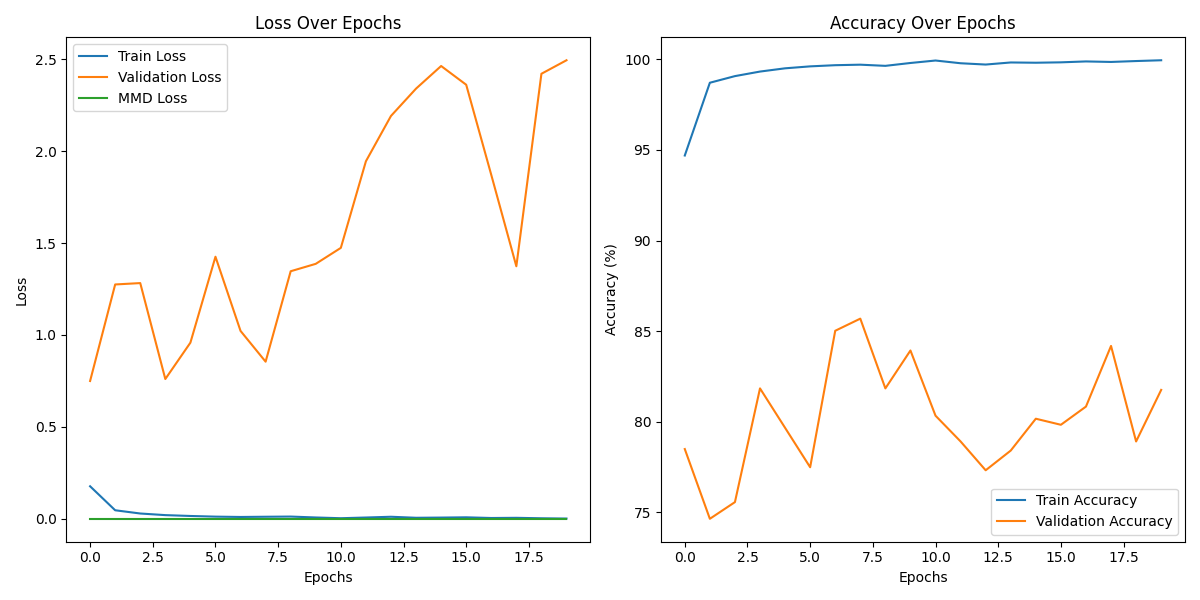 Loss Over Epochs
Train Loss
Validation Loss
MMD Loss
Loss
2.5
2.0
1.5
1.0
0.5
0.0
0.0 2.5 5.0 7.5 10.0 12.5 15.0 17.5
Epochs
Accuracy Over Epochs
Accuracy (%)
100
95
90
85
80
75
Train Accuracy
Validation Accuracy
0.0 2.5 5.0 7.5 10.0 12.5 15.0 17.5
Epochs